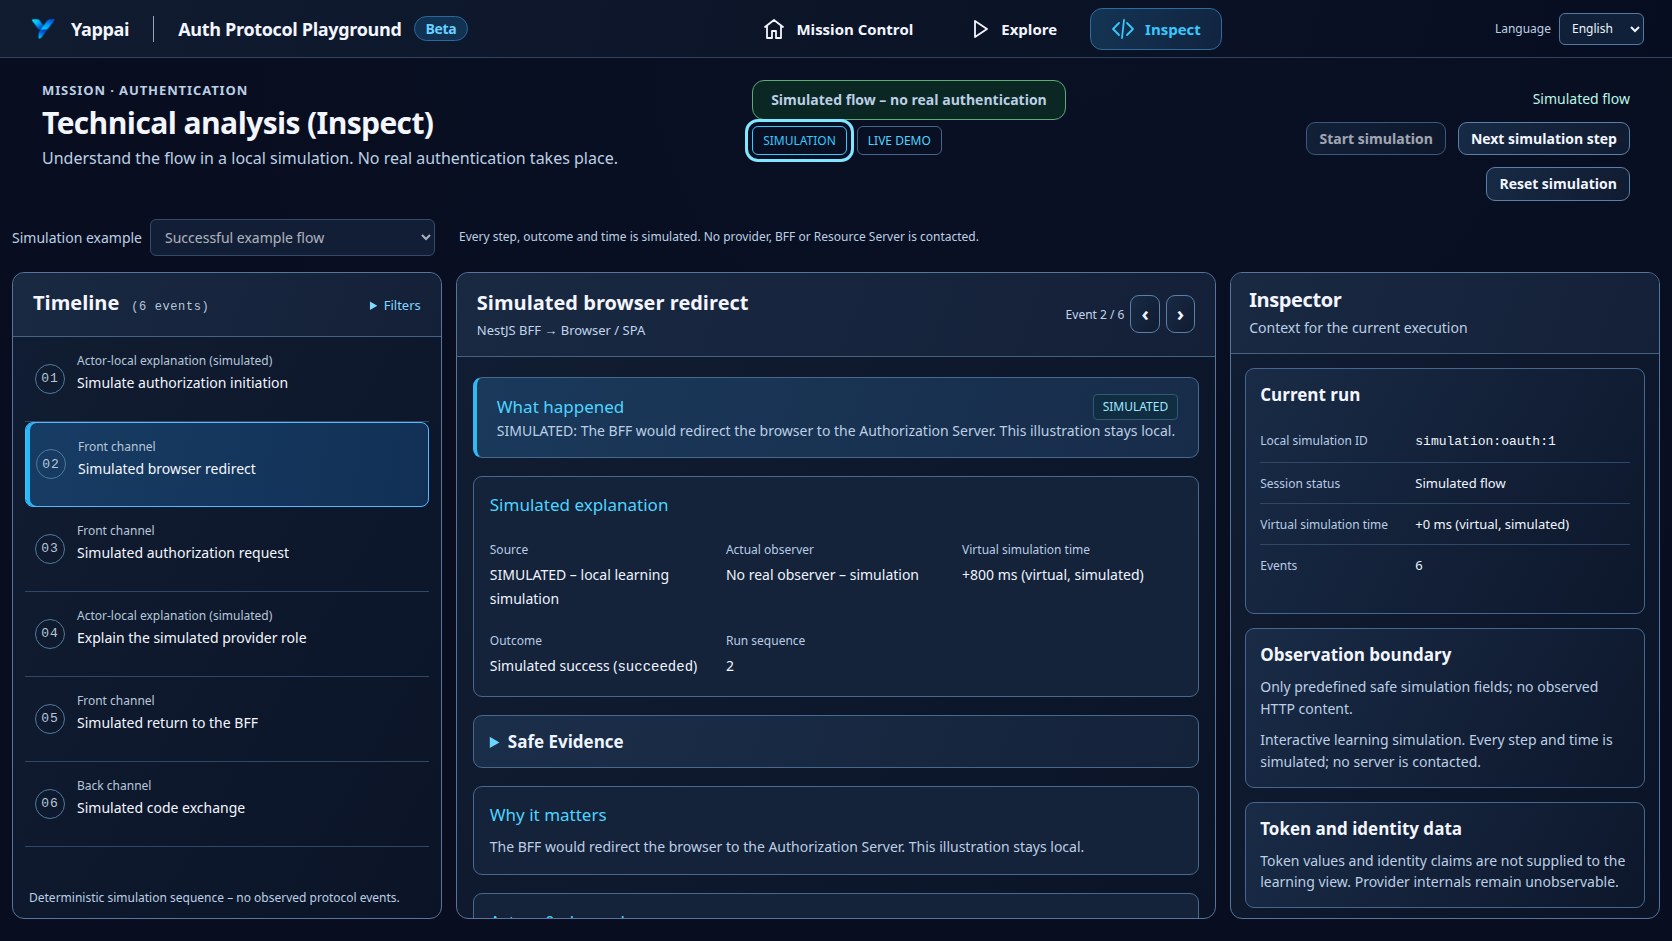 Yappai
Auth Protocol Playground
Beta
Mission Control
Explore
Inspect
Language
English
MISSION · AUTHENTICATION
Technical analysis (Inspect)
Understand the flow in a local simulation. No real authentication takes place.
Simulated flow – no real authentication
SIMULATION
LIVE DEMO
Simulated flow
Start simulation
Next simulation step
Reset simulation
Simulation example
Successful example flow
Every step, outcome and time is simulated. No provider, BFF or Resource Server is contacted.
Timeline (6 events)
Filters
01
Actor-local explanation (simulated)
Simulate authorization initiation
02
Front channel
Simulated browser redirect
03
Front channel
Simulated authorization request
04
Actor-local explanation (simulated)
Explain the simulated provider role
05
Front channel
Simulated return to the BFF
06
Back channel
Simulated code exchange
Deterministic simulation sequence – no observed protocol events.
Simulated browser redirect
NestJS BFF → Browser / SPA
Event 2 / 6
‹
›
What happened
SIMULATED
SIMULATED: The BFF would redirect the browser to the Authorization Server. This illustration stays local.
Simulated explanation
Source
SIMULATED – local learning
simulation
Actual observer
No real observer – simulation
Virtual simulation time
+800 ms (virtual, simulated)
Outcome
Simulated success (succeeded)
Run sequence
2
Safe Evidence
Why it matters
The BFF would redirect the browser to the Authorization Server. This illustration stays local.
Inspector
Context for the current execution
Current run
Local simulation ID
simulation:oauth:1
Session status
Simulated flow
Virtual simulation time
+0 ms (virtual, simulated)
Events
6
Observation boundary
Only predefined safe simulation fields; no observed
HTTP content.
Interactive learning simulation. Every step and time is
simulated; no server is contacted.
Token and identity data
Token values and identity claims are not supplied to the
learning view. Provider internals remain unobservable.